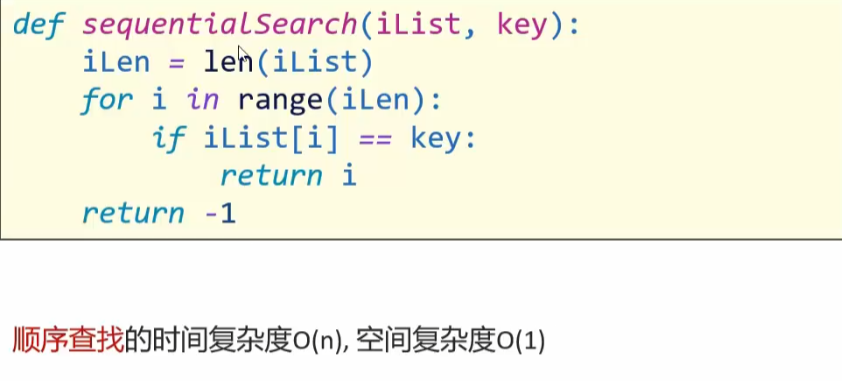 def sequentialSearch(iList, key):
    iLen = len(iList)
    for i in range(iLen):
        if iList[i] == key:
            return i
    return -1
顺序查找的时间复杂度O(n), 空间复杂度O(1)